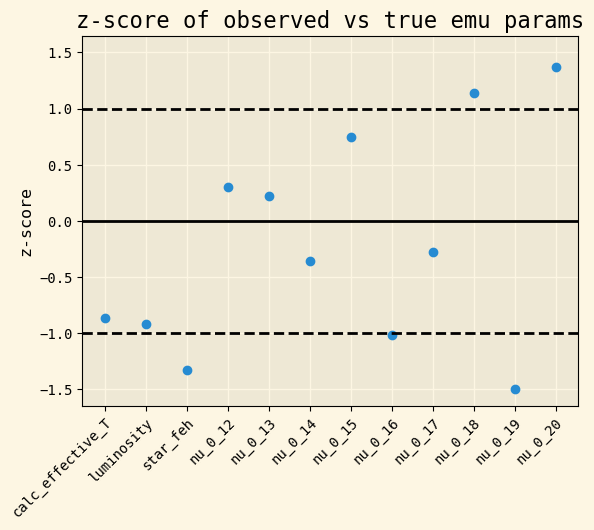 z-score of observed vs true emu params
z-score
1.5
1.0
0.5
0.0
−0.5
−1.0
−1.5
calc_effective_T
luminosity
star_feh
nu_0_12
nu_0_13
nu_0_14
nu_0_15
nu_0_16
nu_0_17
nu_0_18
nu_0_19
nu_0_20